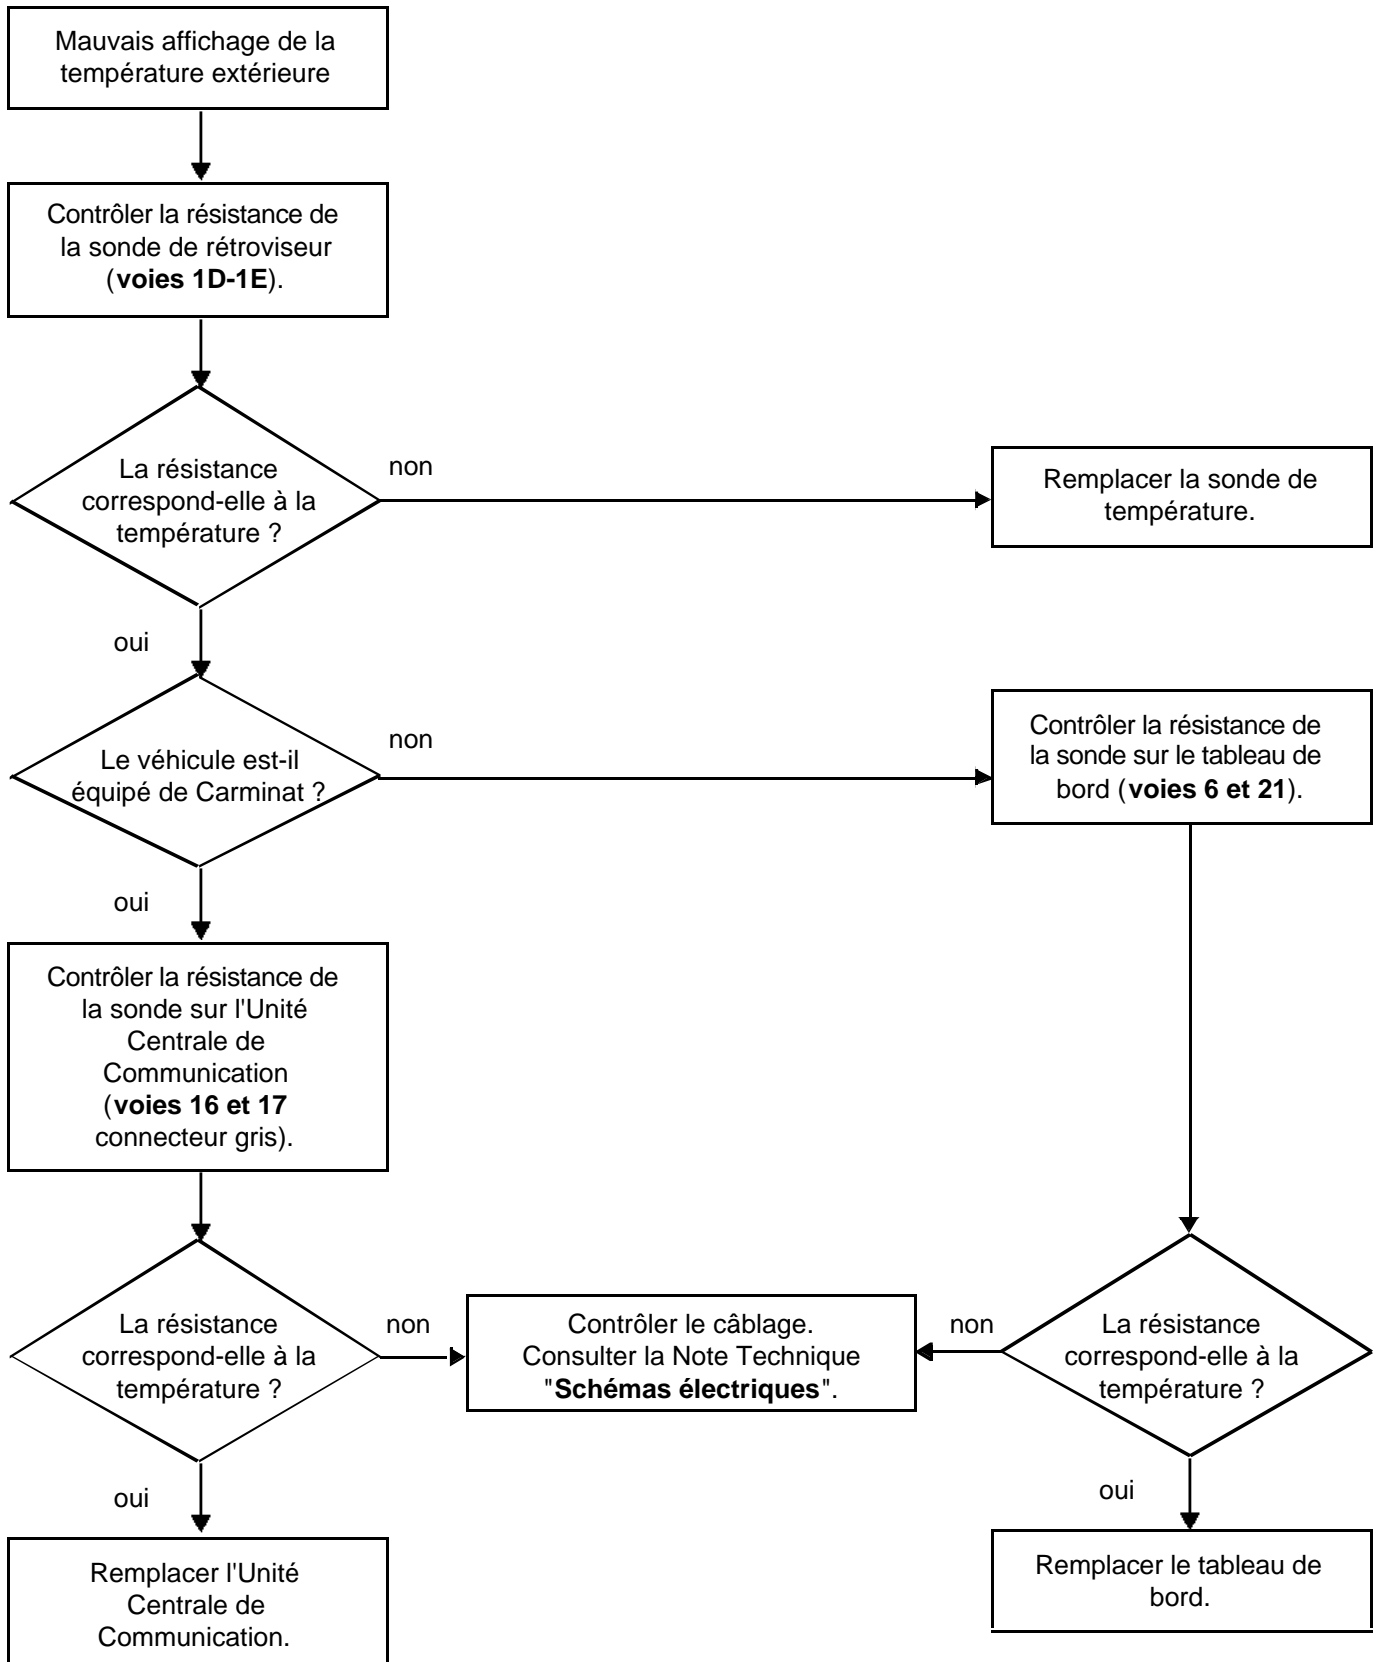 Mauvais affichage de la
température extérieure
Contrôler la résistance de
la sonde de rétroviseur
(voies 1D-1E).
La résistance
correspond-elle à la
température ?
non
Remplacer la sonde de
température.
oui
Le véhicule est-il
équipé de Carminat ?
non
Contrôler la résistance de
la sonde sur le tableau de
bord (voies 6 et 21).
oui
Contrôler la résistance de
la sonde sur l'Unité
Centrale de
Communication
(voies 16 et 17
connecteur gris).
La résistance
correspond-elle à la
température ?
non
Contrôler le câblage.
Consulter la Note Technique
"Schémas électriques".
non
La résistance
correspond-elle à la
température ?
oui
Remplacer l'Unité
Centrale de
Communication.
oui
Remplacer le tableau de
bord.